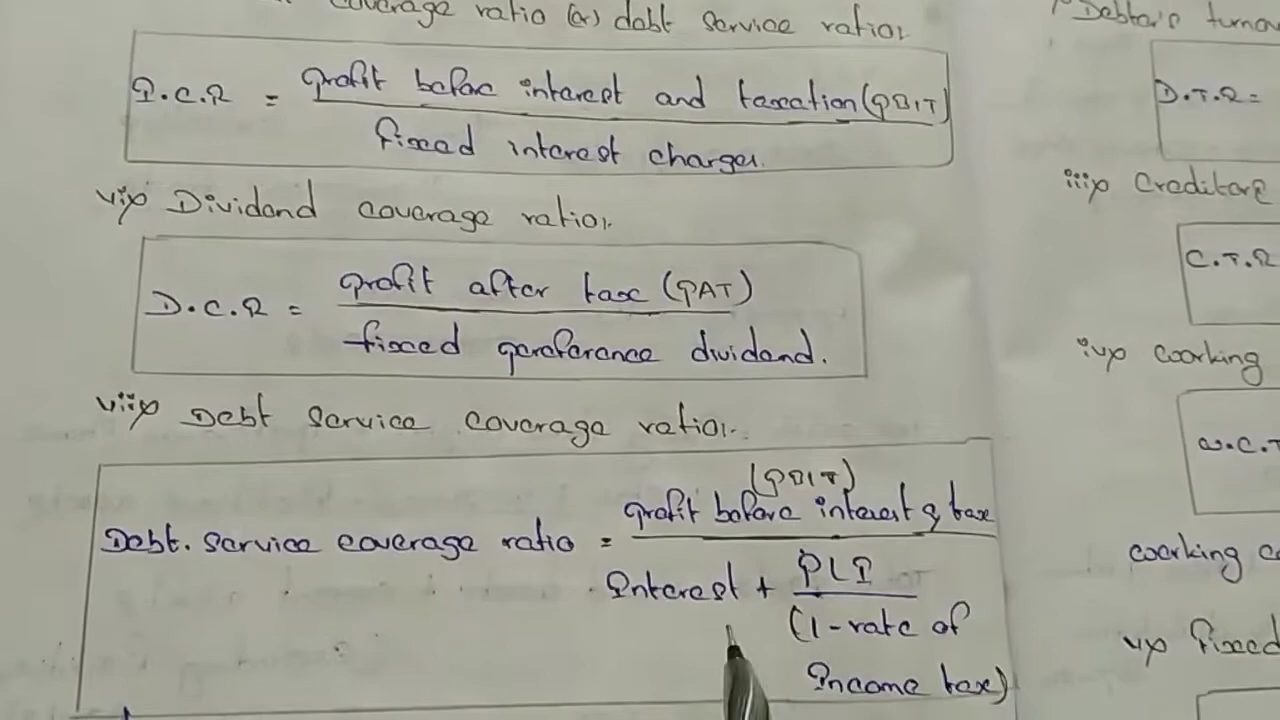 coverage ratio (or) debt service ratio:
I.C.R = profit before interest and taxation (PBIT)
fixed interest charges.
vi) Dividend coverage ratio:
D.C.R = profit after tax (PAT)
fixed preference dividend.
vii) Debt service coverage ratio:
(PBIT)
Debt. service coverage ratio = profit before interest & tax
Interest + PLI
(1 - rate of
Income tax)
Debtor's
D.T.R =
iii) Creditors
C.T.R
iv) working
W.C.T
working
v) Fixed